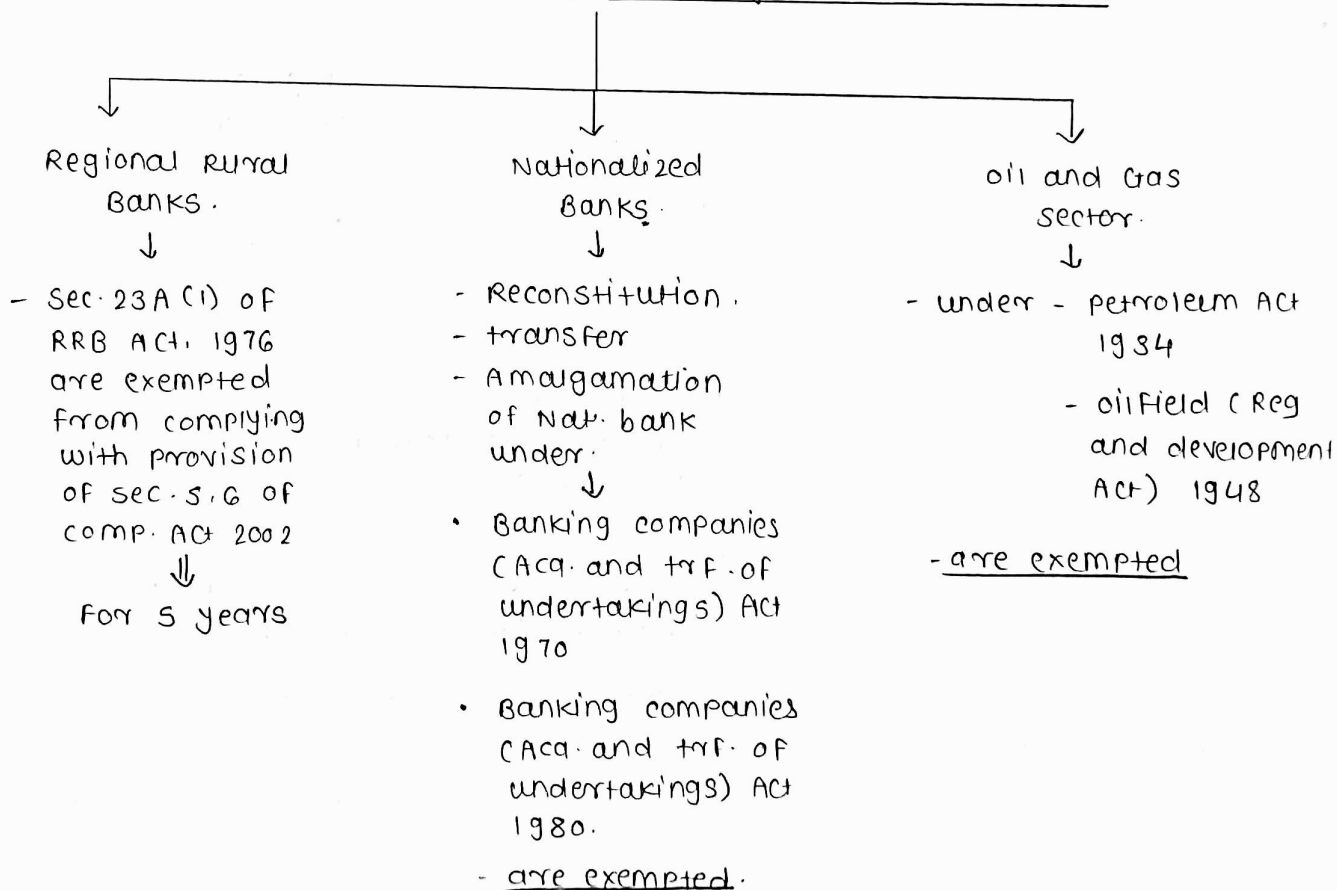 Regional Rural
Banks.
- Sec. 23A (1) of
RRB Act. 1976
are exempted
from complying
with provision
of sec. 5,6 of
comp. Act 2002
For 5 years
Nationalized
Banks.
- Reconstitution.
- transfer
- Amalgamation
of Nat. bank
under.
• Banking companies
(Acq. and trf. of
undertakings) Act
1970
• Banking companies
(Acq. and trf. of
undertakings) Act
1980.
- are exempted.
oil and Gas
sector.
- under - petroleum Act
1934
- oilField (Reg
and development
Act) 1948
- are exempted